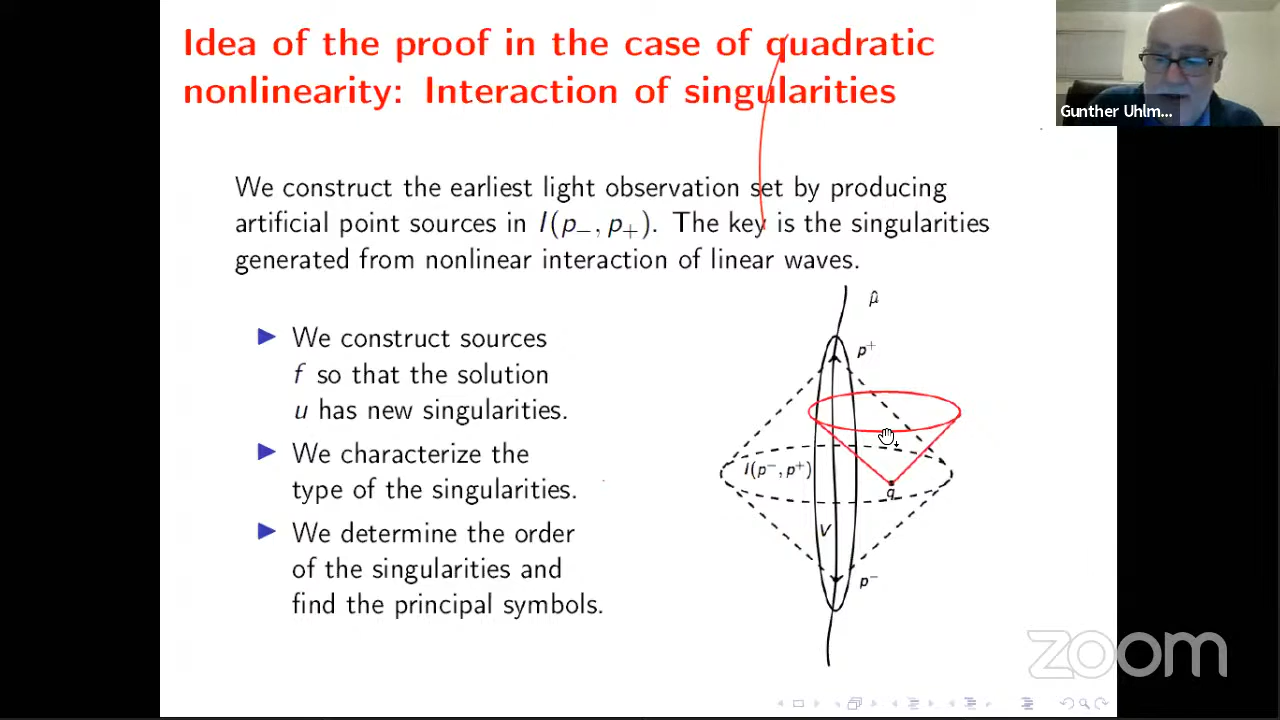 Idea of the proof in the case of quadratic
nonlinearity: Interaction of singularities
Gunther Uhlm...
We construct the earliest light observation set by producing
artificial point sources in I(p₋, p₊). The key is the singularities
generated from nonlinear interaction of linear waves.
▶ We construct sources
f so that the solution
u has new singularities.
▶ We characterize the
type of the singularities.
▶ We determine the order
of the singularities and
find the principal symbols.
μ̂
p⁺
I(p⁻, p⁺)
q
V
p⁻
zoom